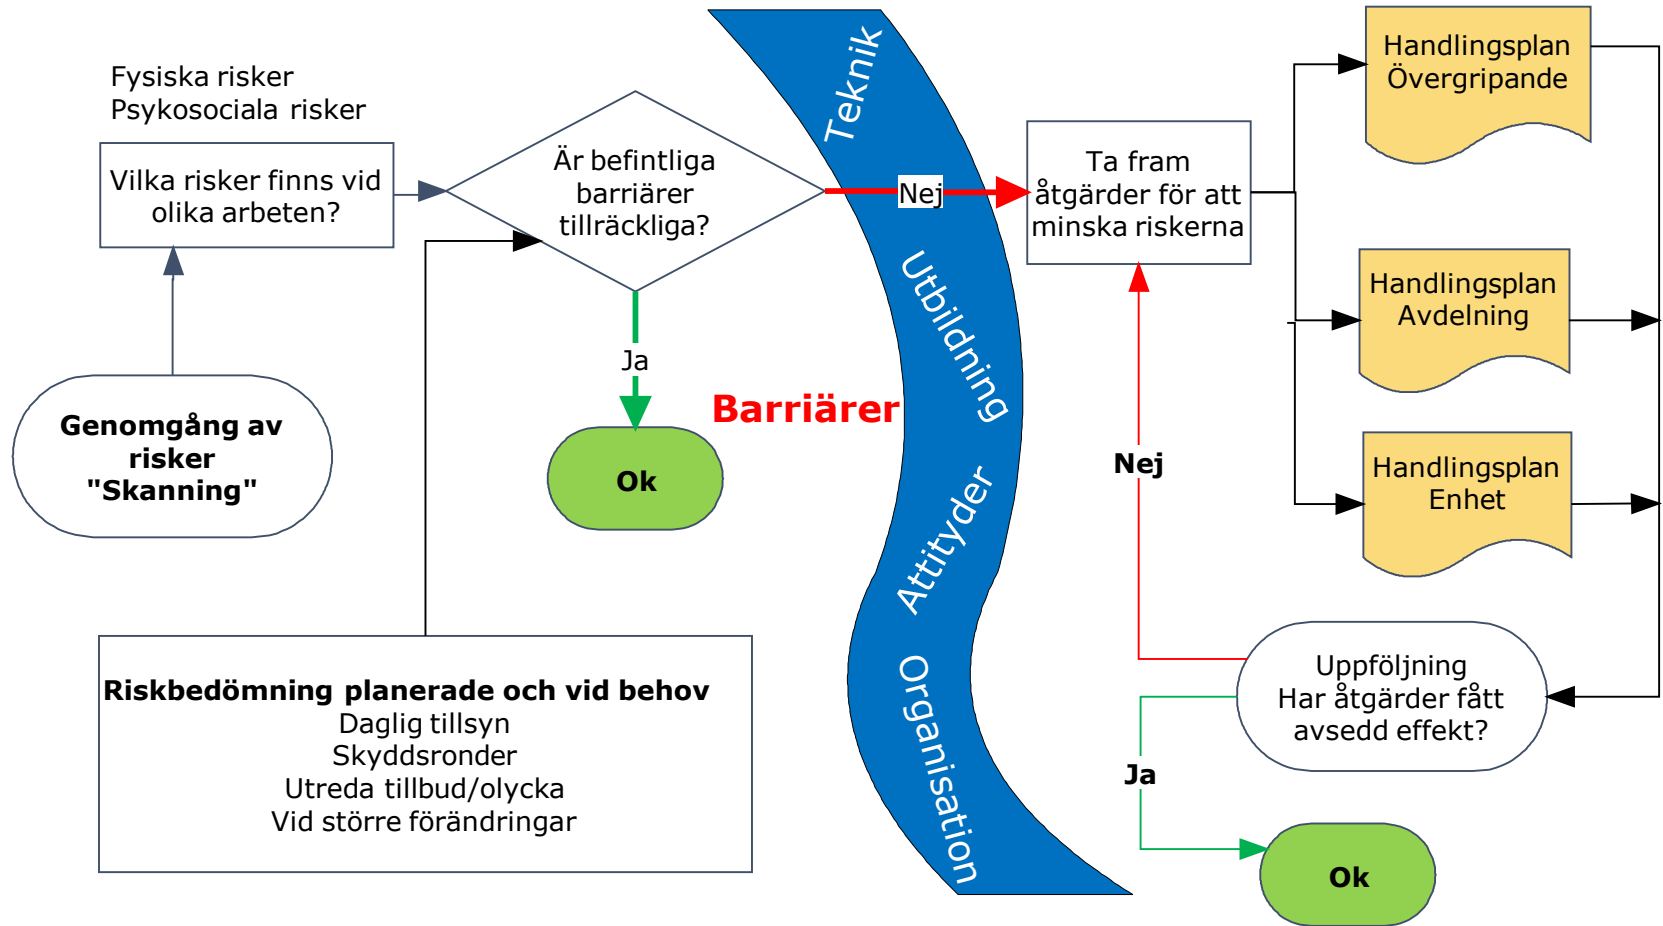 Fysiska risker
Psykosociala risker
Vilka risker finns vid
olika arbeten?
Genomgång av
risker
"Skanning"
Är befintliga
barriärer
tillräckliga?
Ja
Ok
Riskbedömning planerade och vid behov
Daglig tillsyn
Skyddsronder
Utreda tillbud/olycka
Vid större förändringar
Barriärer
Teknik
Nej
Utbildning
Attityder
Organisation
Ta fram
åtgärder för att
minska riskerna
Handlingsplan
Övergripande
Handlingsplan
Avdelning
Handlingsplan
Enhet
Nej
Uppföljning
Har åtgärder fått
avsedd effekt?
Ja
Ok